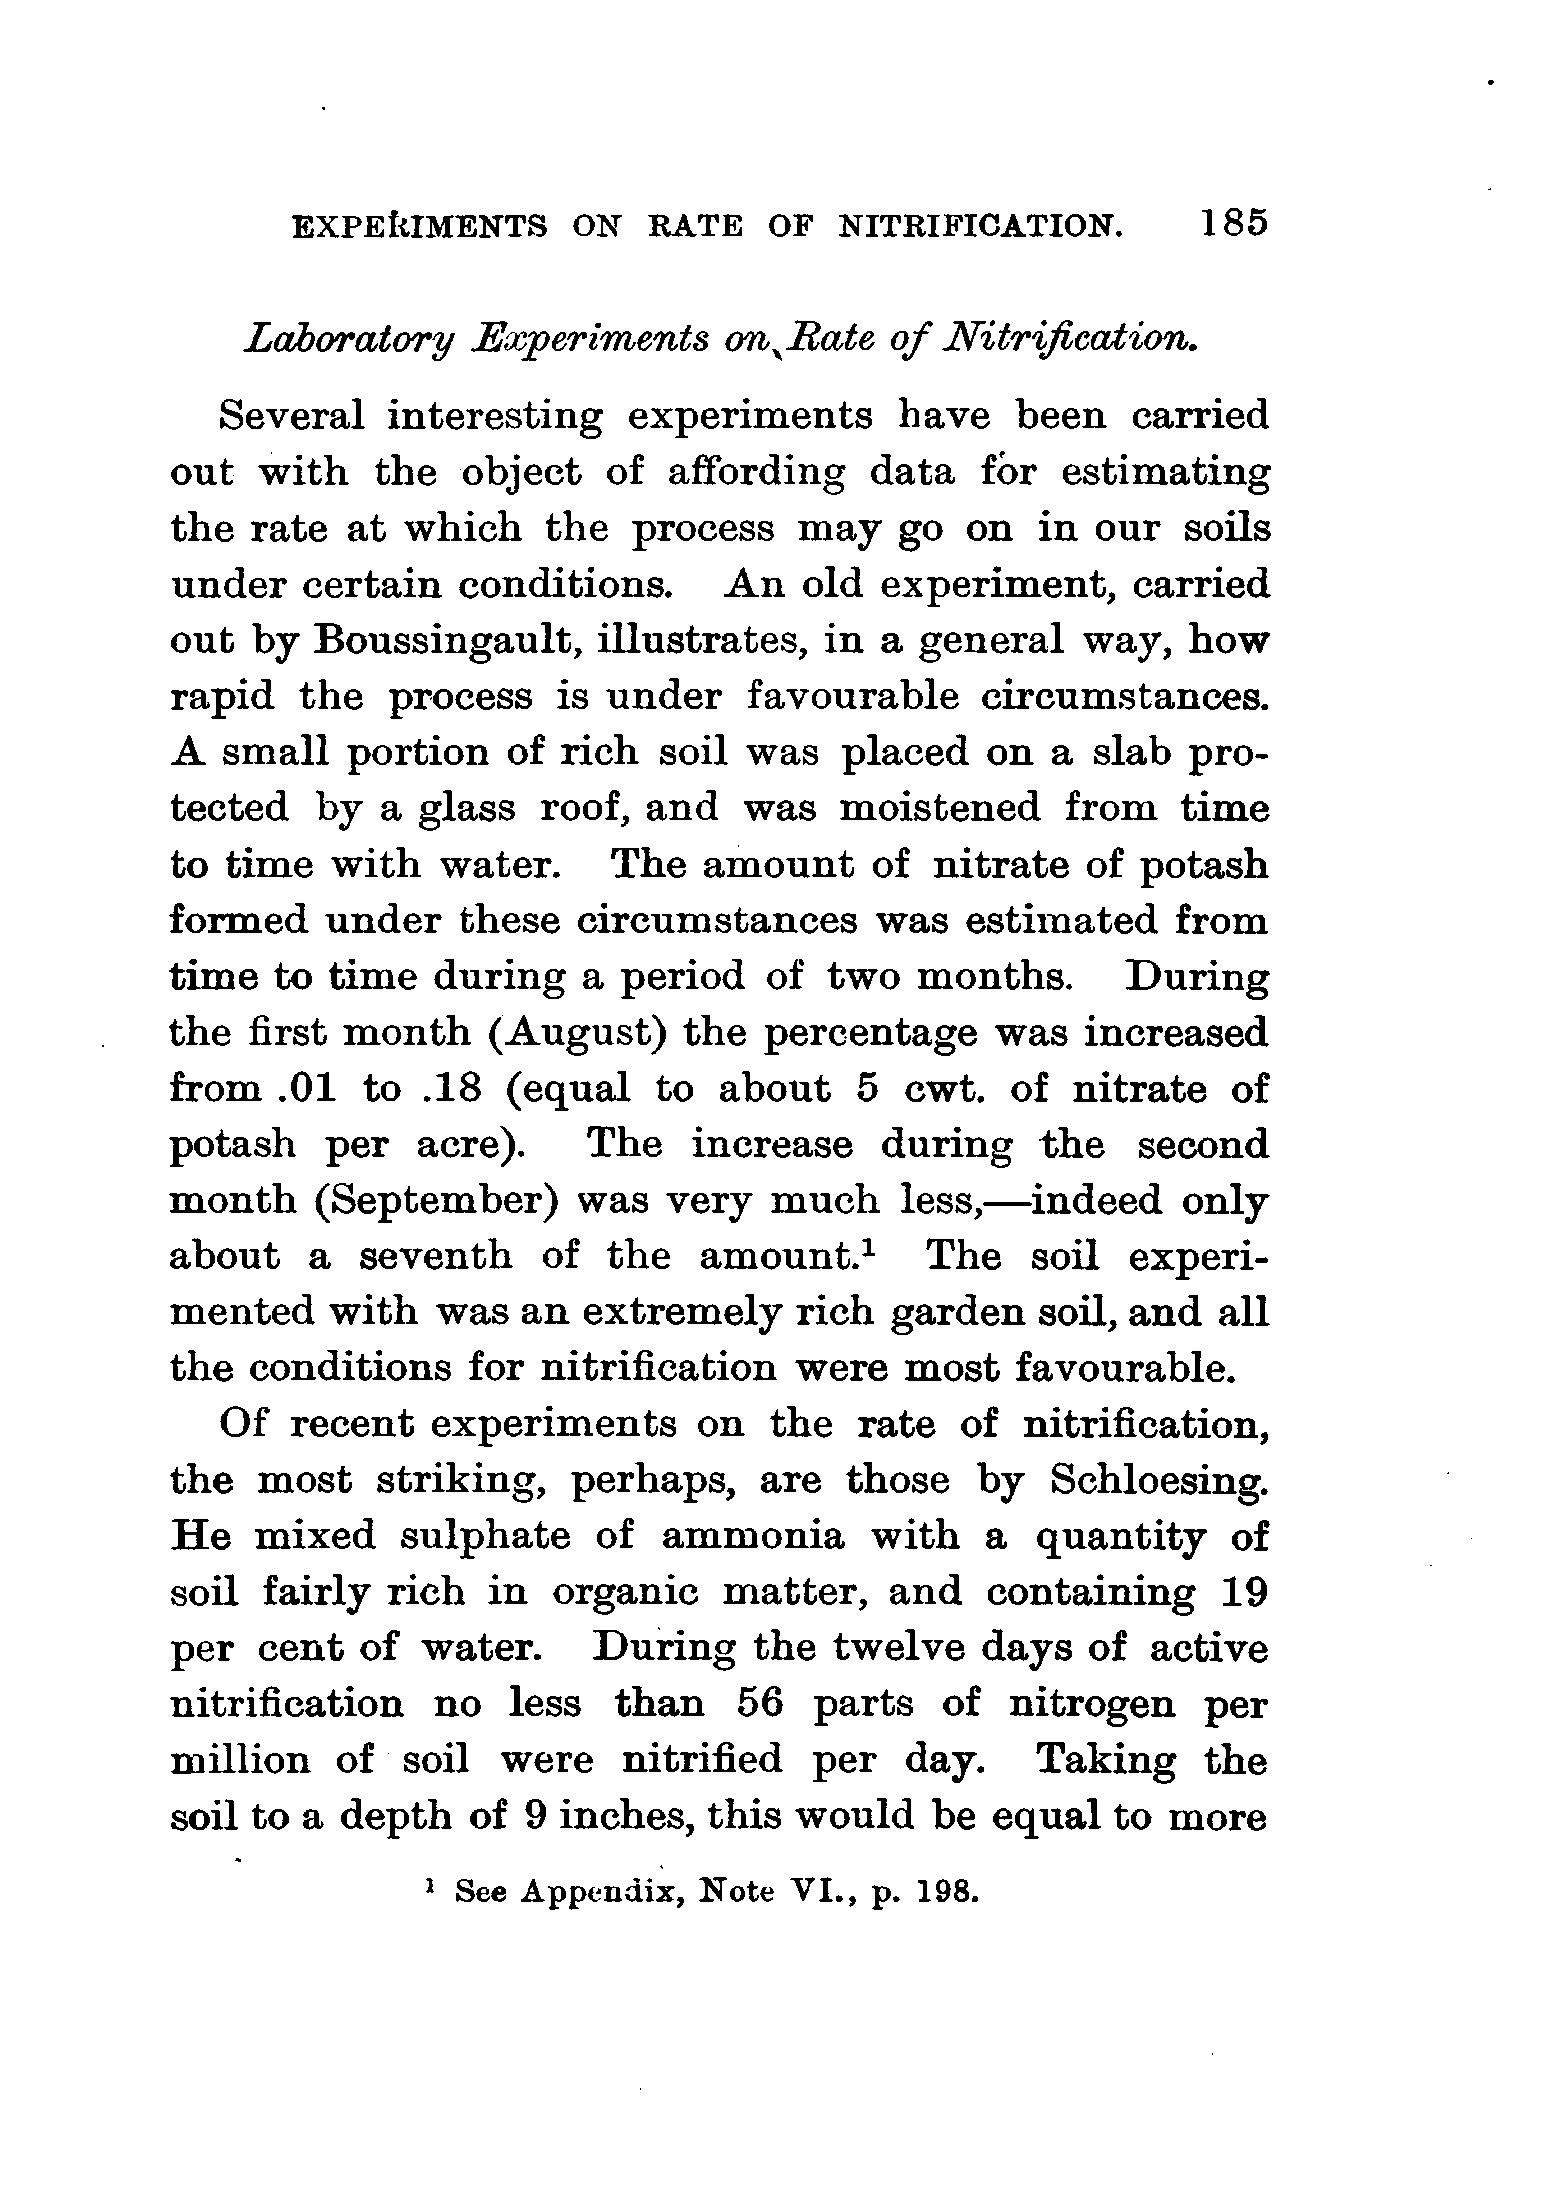 EXPERIMENTS ON RATE OF NITRIFICATION. 185
Laboratory Experiments on Rate of Nitrification.
Several interesting experiments have been carried
out with the object of affording data for estimating
the rate at which the process may go on in our soils
under certain conditions. An old experiment, carried
out by Boussingault, illustrates, in a general way, how
rapid the process is under favourable circumstances.
A small portion of rich soil was placed on a slab pro-
tected by a glass roof, and was moistened from time
to time with water. The amount of nitrate of potash
formed under these circumstances was estimated from
time to time during a period of two months. During
the first month (August) the percentage was increased
from .01 to .18 (equal to about 5 cwt. of nitrate of
potash per acre). The increase during the second
month (September) was very much less,—indeed only
about a seventh of the amount.¹ The soil experi-
mented with was an extremely rich garden soil, and all
the conditions for nitrification were most favourable.
Of recent experiments on the rate of nitrification,
the most striking, perhaps, are those by Schloesing.
He mixed sulphate of ammonia with a quantity of
soil fairly rich in organic matter, and containing 19
per cent of water. During the twelve days of active
nitrification no less than 56 parts of nitrogen per
million of soil were nitrified per day. Taking the
soil to a depth of 9 inches, this would be equal to more
¹ See Appendix, Note VI., p. 198.